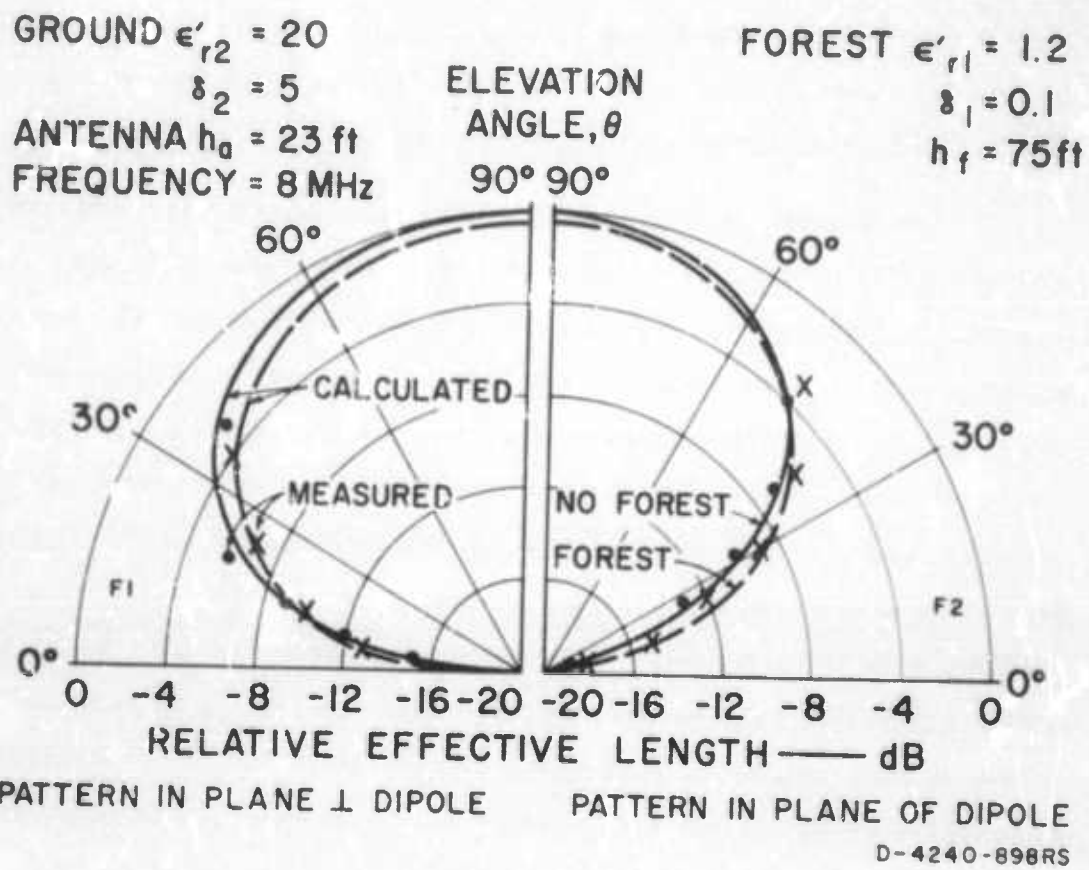 GROUND ϵ′r2 = 20
δ2 = 5
ANTENNA ha = 23 ft
FREQUENCY = 8 MHz
ELEVATION
ANGLE, θ
FOREST ϵ′r1 = 1.2
δ1 = 0.1
hf = 75 ft
90° 90°
60° 60°
CALCULATED
30° 30°
MEASURED
NO FOREST
FOREST
F1 F2
0° 0°
0 -4 -8 -12 -16 -20 -20 -16 -12 -8 -4 0
RELATIVE EFFECTIVE LENGTH — dB
PATTERN IN PLANE ⊥ DIPOLE
PATTERN IN PLANE OF DIPOLE
D-4240-898RS